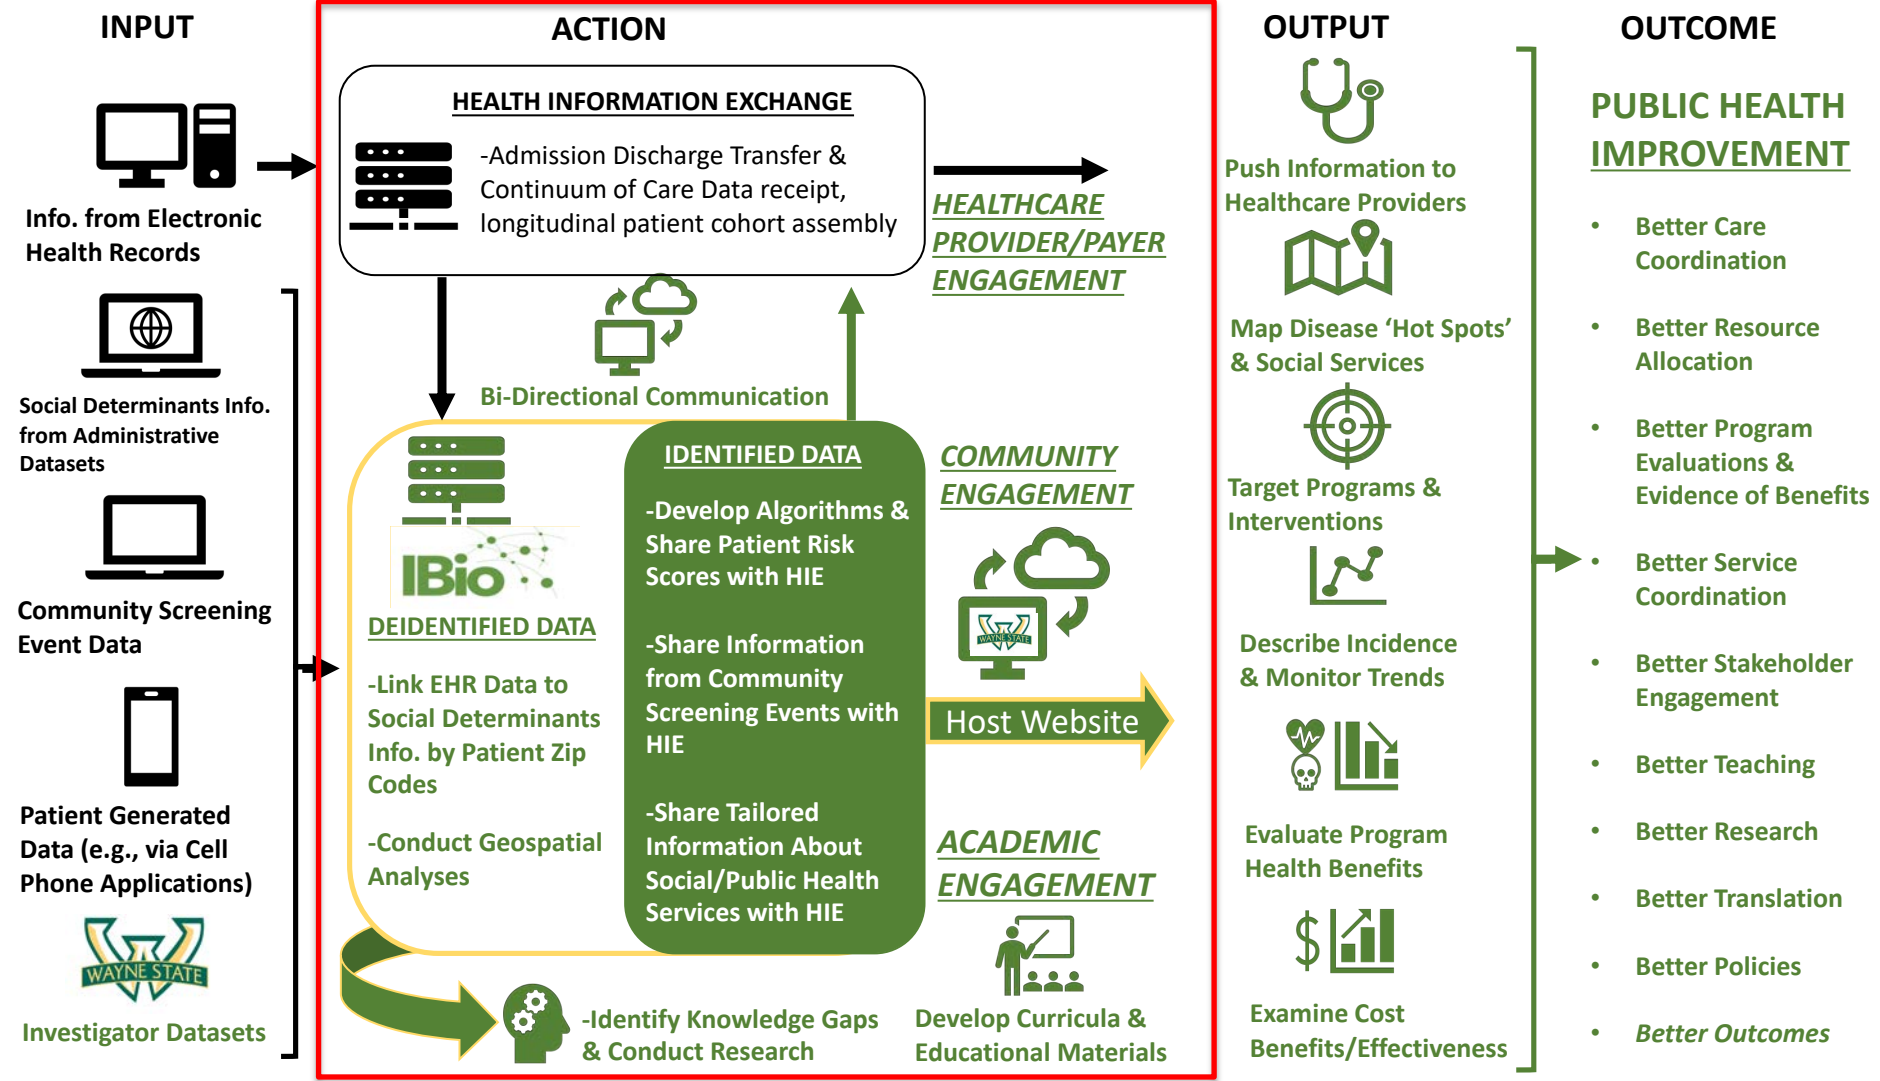 INPUT
Info. from Electronic
Health Records
Social Determinants Info.
from Administrative
Datasets
Community Screening
Event Data
Patient Generated
Data (e.g., via Cell
Phone Applications)
WAYNE STATE
Investigator Datasets
ACTION
HEALTH INFORMATION EXCHANGE
-Admission Discharge Transfer &
Continuum of Care Data receipt,
longitudinal patient cohort assembly
HEALTHCARE
PROVIDER/PAYER
ENGAGEMENT
Bi-Directional Communication
IBio
DEIDENTIFIED DATA
-Link EHR Data to
Social Determinants
Info. by Patient Zip
Codes
-Conduct Geospatial
Analyses
IDENTIFIED DATA
-Develop Algorithms &
Share Patient Risk
Scores with HIE
-Share Information
from Community
Screening Events with
HIE
-Share Tailored
Information About
Social/Public Health
Services with HIE
COMMUNITY
ENGAGEMENT
WAYNE STATE
Host Website
ACADEMIC
ENGAGEMENT
-Identify Knowledge Gaps
& Conduct Research
Develop Curricula &
Educational Materials
OUTPUT
Push Information to
Healthcare Providers
Map Disease ‘Hot Spots’
& Social Services
Target Programs &
Interventions
Describe Incidence
& Monitor Trends
Evaluate Program
Health Benefits
$
Examine Cost
Benefits/Effectiveness
OUTCOME
PUBLIC HEALTH
IMPROVEMENT
• Better Care
Coordination
• Better Resource
Allocation
• Better Program
Evaluations &
Evidence of Benefits
• Better Service
Coordination
• Better Stakeholder
Engagement
• Better Teaching
• Better Research
• Better Translation
• Better Policies
• Better Outcomes